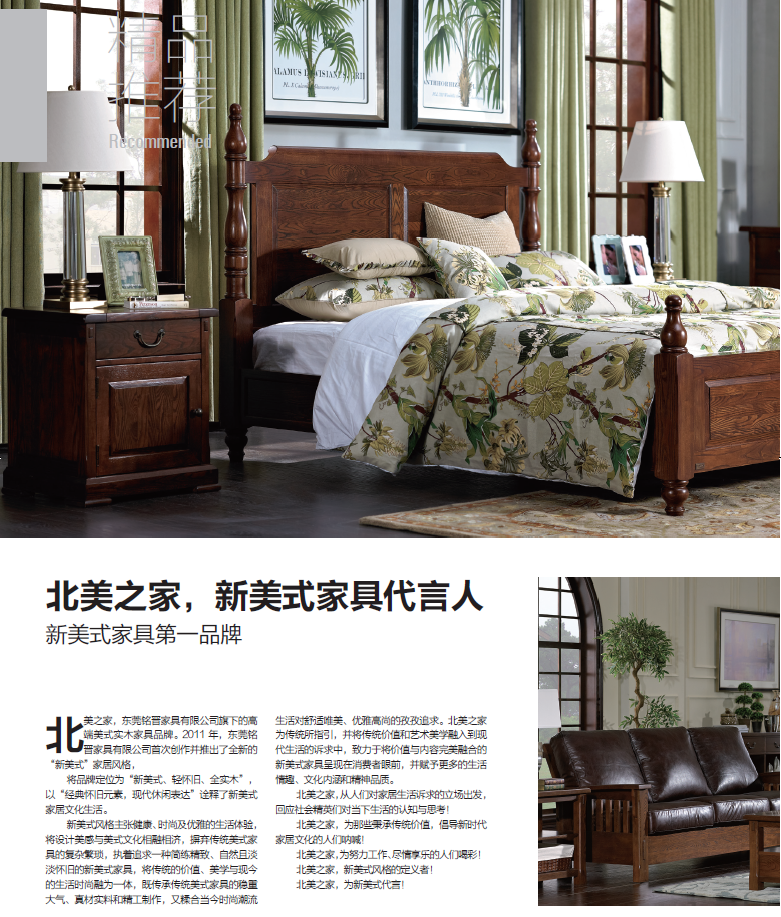 精品
推荐
Recommended
北美之家，新美式家具代言人
新美式家具第一品牌
北美之家，东莞铭晋家具有限公司旗下的高
端美式实木家具品牌。2011 年，东莞铭
晋家具有限公司首次创作并推出了全新的
“新美式”家居风格，
将品牌定位为“新美式、轻怀旧、全实木”，
以“经典怀旧元素，现代休闲表达”诠释了新美式
家居文化生活。
新美式风格主张健康、时尚及优雅的生活体验，
将设计美感与美式文化相融相济，摒弃传统美式家
具的复杂繁琐，执着追求一种简练精致、自然且淡
淡怀旧的新美式家具，将传统的价值、美学与现今
的生活时尚融为一体，既传承传统美式家具的稳重
大气、真材实料和精工制作，又糅合当今时尚潮流
生活对舒适唯美、优雅高尚的孜孜追求。北美之家
为传统所指引，并将传统价值和艺术美学融入到现
代生活的诉求中，致力于将价值与内容完美融合的
新美式家具呈现在消费者眼前，并赋予更多的生活
情趣、文化内涵和精神品质。
北美之家，从人们对家居生活诉求的立场出发，
回应社会精英们对当下生活的认知与思考！
北美之家，为那些秉承传统价值，倡导新时代
家居文化的人们呐喊！
北美之家，为努力工作、尽情享乐的人们喝彩！
北美之家，新美式风格的定义者！
北美之家，为新美式代言！